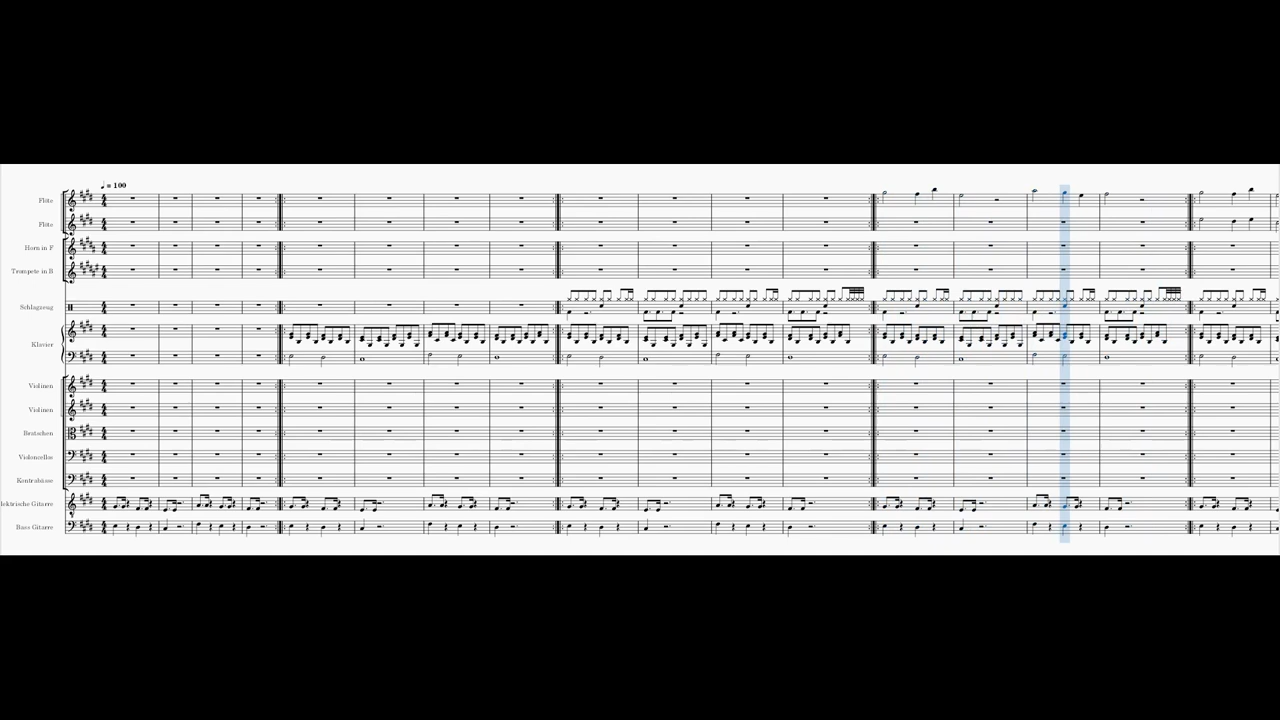 ♩ = 100
Flöte
Flöte
Horn in F
Trompete in B
Schlagzeug
Klavier
Violinen
Violinen
Bratschen
Violoncellos
Kontrabässe
lektrische Gitarre
Bass Gitarre